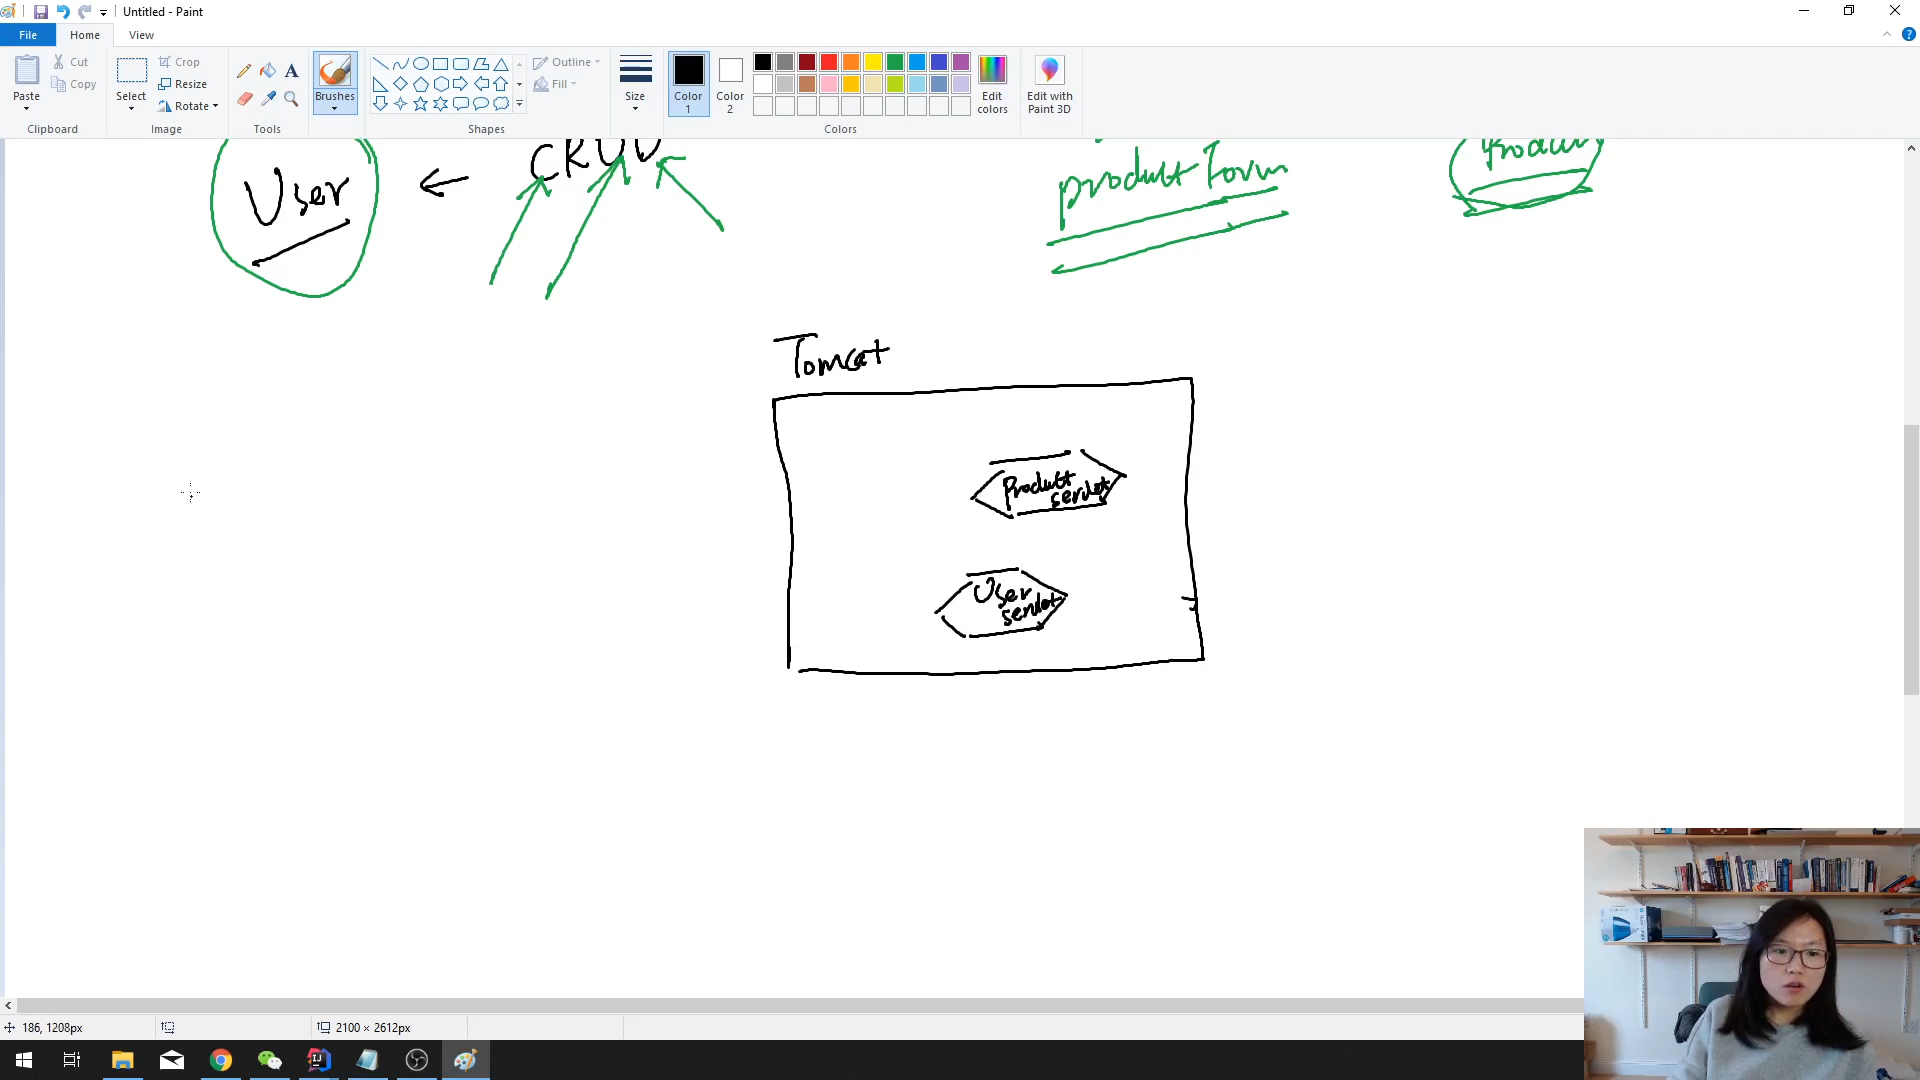 Untitled - Paint
File
Home
View
Paste
Cut
Copy
Clipboard
Select
Crop
Resize
Rotate
Image
Tools
Brushes
Shapes
Outline
Fill
Size
Color 1
Color 2
Edit colors
Edit with Paint 3D
Colors
User
CRUD
product Form
Product
Tomcat
Product
servlet
User
servlet
186, 1208px
2100 × 2612px